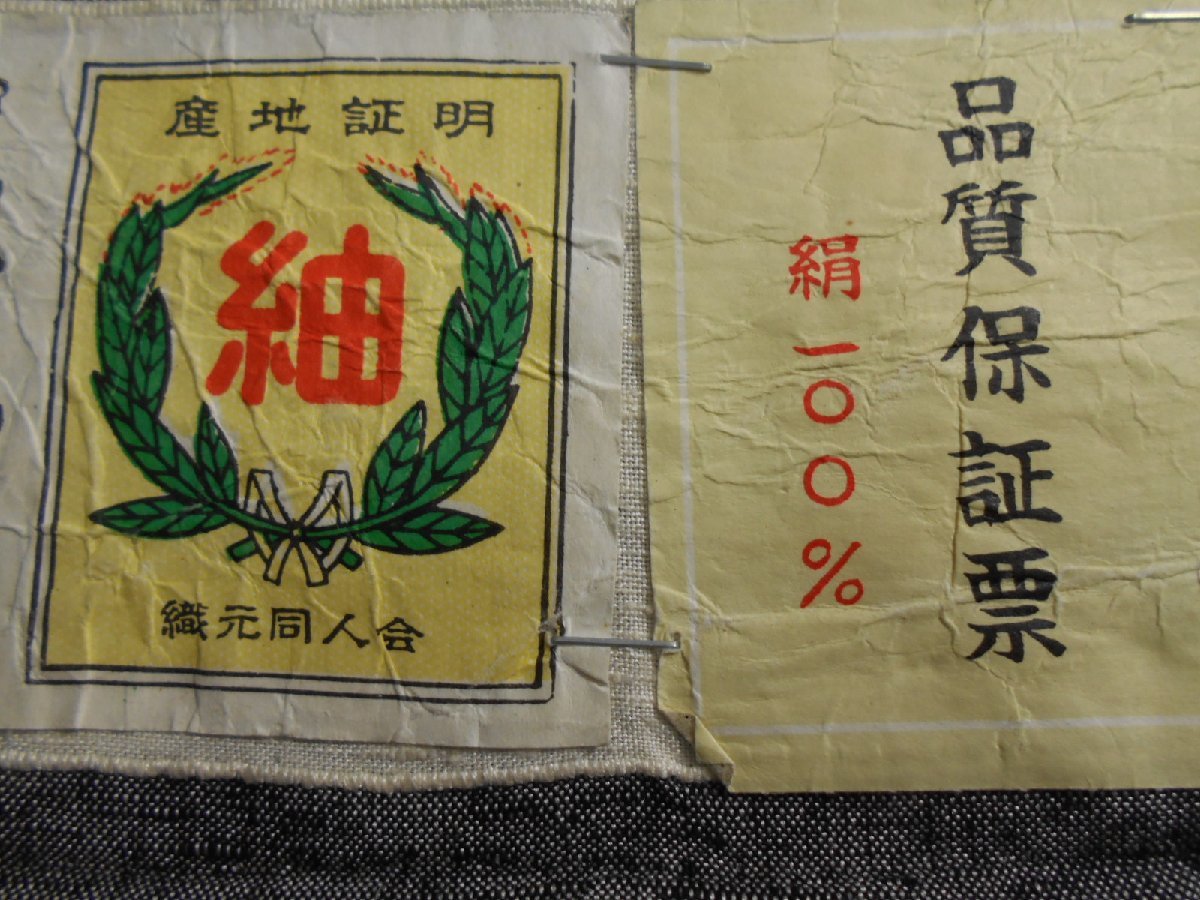 産地証明
紬
織元同人会
品質保証票
絹一〇〇%